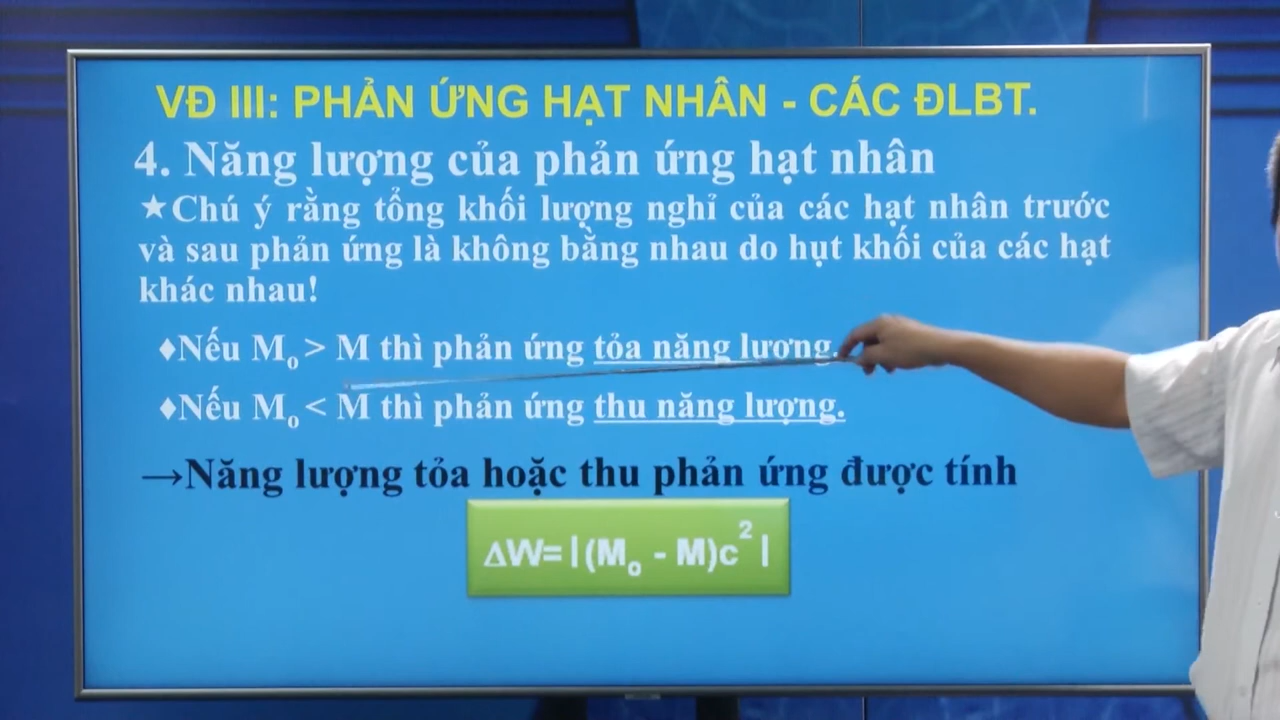 VĐ III: PHẢN ỨNG HẠT NHÂN - CÁC ĐLBT.
4. Năng lượng của phản ứng hạt nhân
★Chú ý rằng tổng khối lượng nghỉ của các hạt nhân trước
và sau phản ứng là không bằng nhau do hụt khối của các hạt
khác nhau!
♦Nếu M₀ > M thì phản ứng tỏa năng lượng.
♦Nếu M₀ < M thì phản ứng thu năng lượng.
→Năng lượng tỏa hoặc thu phản ứng được tính
ΔW=|(M₀ - M)c²|